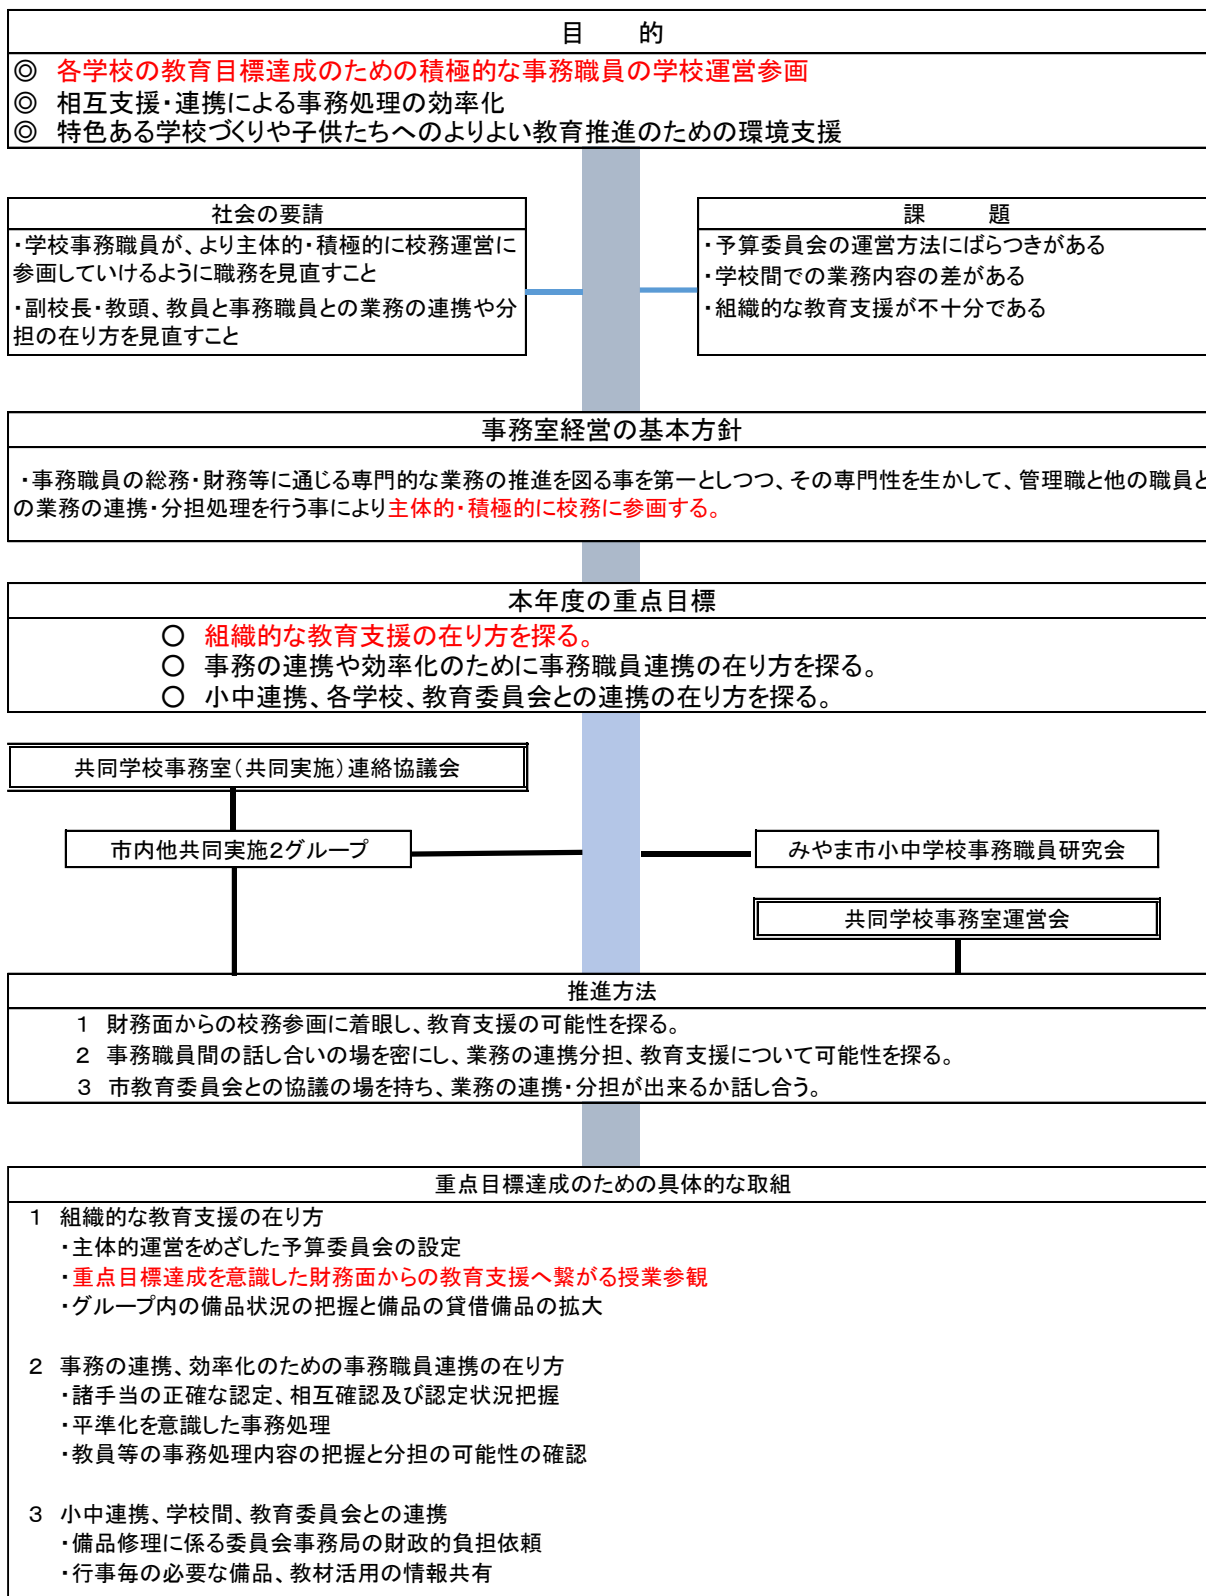 目　　的
◎　各学校の教育目標達成のための積極的な事務職員の学校運営参画
◎　相互支援・連携による事務処理の効率化
◎　特色ある学校づくりや子供たちへのよりよい教育推進のための環境支援
社会の要請
・学校事務職員が、より主体的・積極的に校務運営に
参画していけるように職務を見直すこと
・副校長・教頭、教員と事務職員との業務の連携や分
担の在り方を見直すこと
課　　題
・予算委員会の運営方法にばらつきがある
・学校間での業務内容の差がある
・組織的な教育支援が不十分である
事務室経営の基本方針
・事務職員の総務・財務等に通じる専門的な業務の推進を図る事を第一としつつ、その専門性を生かして、管理職と他の職員と
の業務の連携・分担処理を行う事により主体的・積極的に校務に参画する。
本年度の重点目標
○　組織的な教育支援の在り方を探る。
○　事務の連携や効率化のために事務職員連携の在り方を探る。
○　小中連携、各学校、教育委員会との連携の在り方を探る。
共同学校事務室（共同実施）連絡協議会
市内他共同実施２グループ
みやま市小中学校事務職員研究会
共同学校事務室運営会
推進方法
１　財務面からの校務参画に着眼し、教育支援の可能性を探る。
２　事務職員間の話し合いの場を密にし、業務の連携分担、教育支援について可能性を探る。
３　市教育委員会との協議の場を持ち、業務の連携・分担が出来るか話し合う。
重点目標達成のための具体的な取組
１　組織的な教育支援の在り方
・主体的運営をめざした予算委員会の設定
・重点目標達成を意識した財務面からの教育支援へ繋がる授業参観
・グループ内の備品状況の把握と備品の貸借備品の拡大
２　事務の連携、効率化のための事務職員連携の在り方
・諸手当の正確な認定、相互確認及び認定状況把握
・平準化を意識した事務処理
・教員等の事務処理内容の把握と分担の可能性の確認
３　小中連携、学校間、教育委員会との連携
・備品修理に係る委員会事務局の財政的負担依頼
・行事毎の必要な備品、教材活用の情報共有